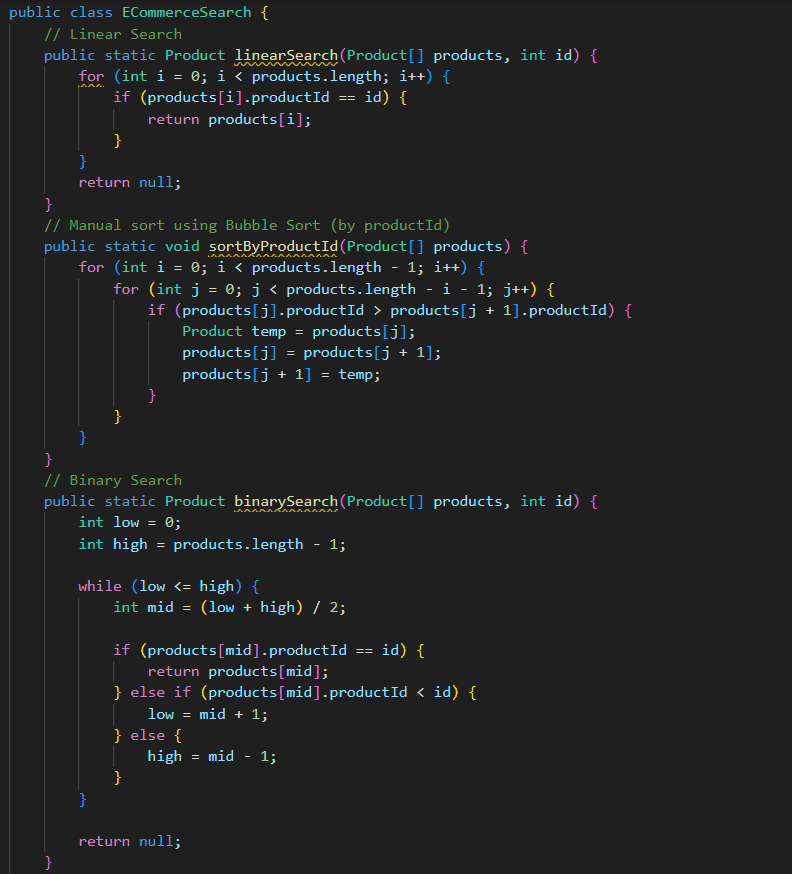 public class ECommerceSearch {
    // Linear Search
    public static Product linearSearch(Product[] products, int id) {
        for (int i = 0; i < products.length; i++) {
            if (products[i].productId == id) {
                return products[i];
            }
        }
        return null;
    }
    // Manual sort using Bubble Sort (by productId)
    public static void sortByProductId(Product[] products) {
        for (int i = 0; i < products.length - 1; i++) {
            for (int j = 0; j < products.length - i - 1; j++) {
                if (products[j].productId > products[j + 1].productId) {
                    Product temp = products[j];
                    products[j] = products[j + 1];
                    products[j + 1] = temp;
                }
            }
        }
    }
    // Binary Search
    public static Product binarySearch(Product[] products, int id) {
        int low = 0;
        int high = products.length - 1;

        while (low <= high) {
            int mid = (low + high) / 2;

            if (products[mid].productId == id) {
                return products[mid];
            } else if (products[mid].productId < id) {
                low = mid + 1;
            } else {
                high = mid - 1;
            }
        }

        return null;
    }